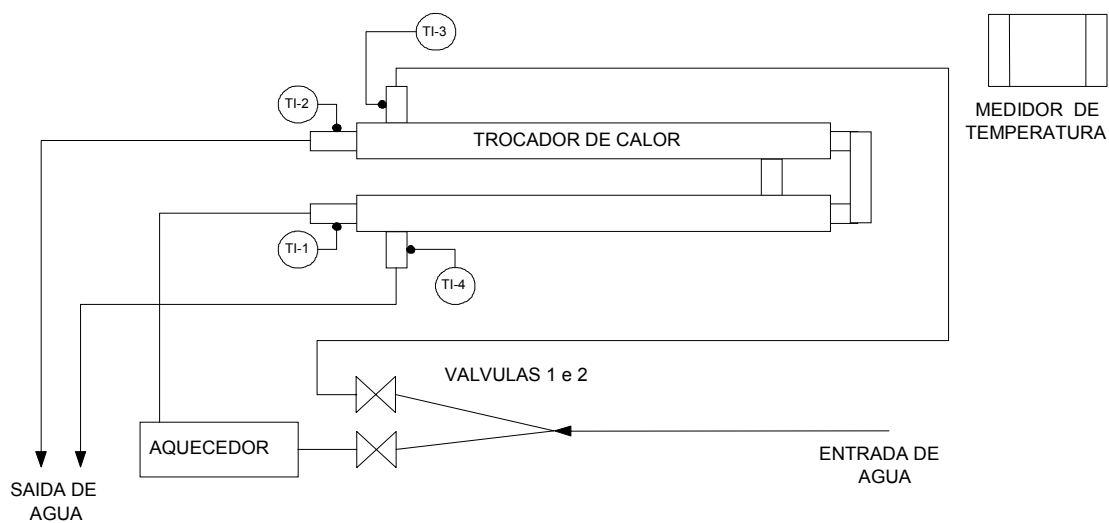 TI-3
TI-2
TROCADOR DE CALOR
MEDIDOR DE
TEMPERATURA
TI-1
TI-4
VALVULAS 1 e 2
AQUECEDOR
ENTRADA DE
AGUA
SAIDA DE
AGUA